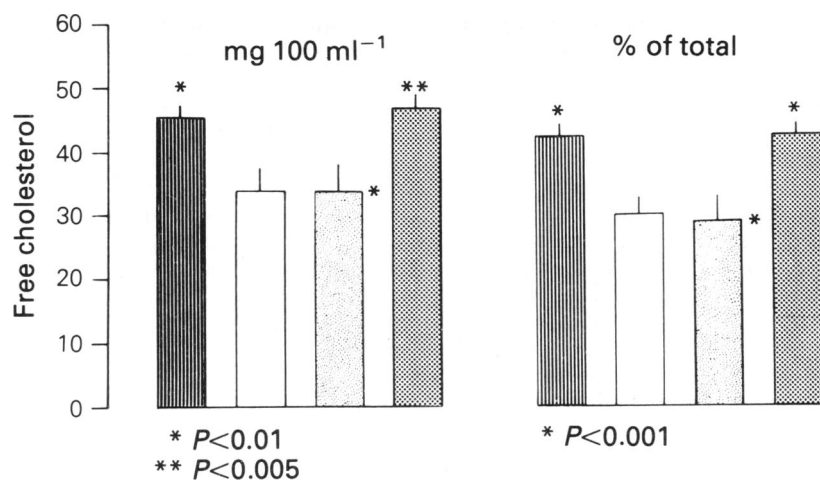 Free cholesterol
60
50
40
30
20
10
0
mg 100 ml⁻¹
*
**
*
* P<0.01
** P<0.005
% of total
*
*
*
* P<0.001